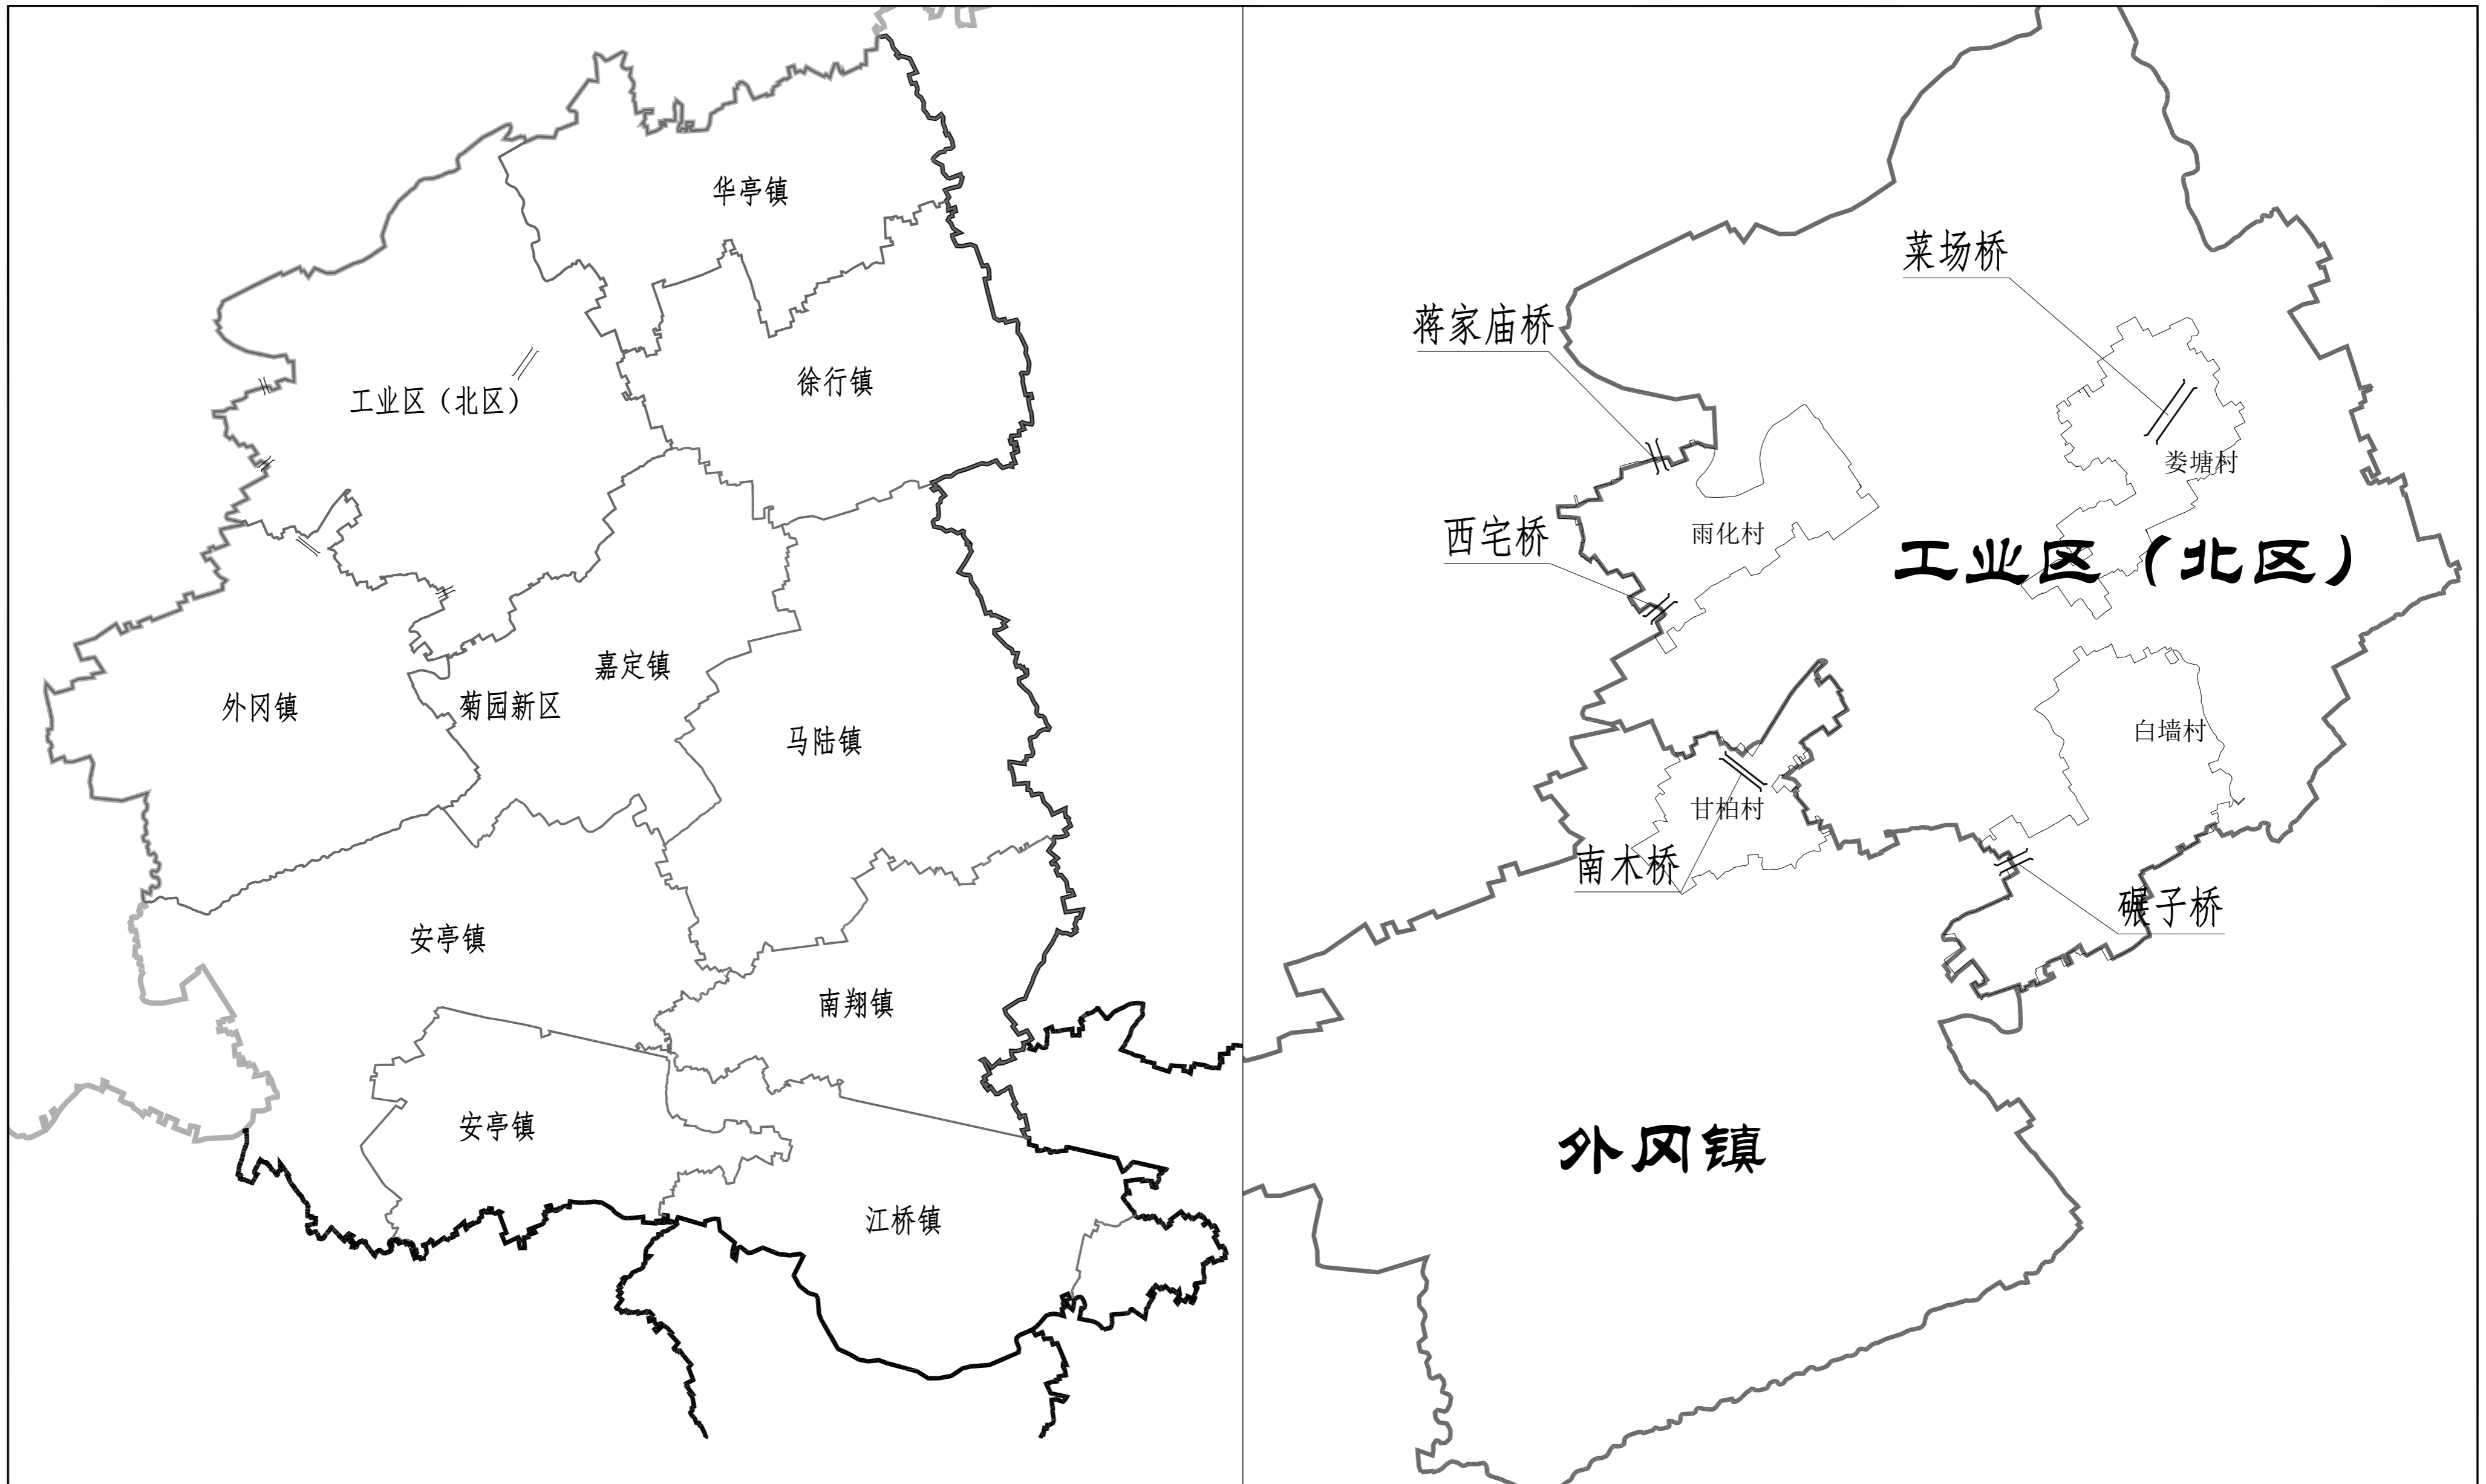 华亭镇
徐行镇
工业区（北区）
嘉定镇
菊园新区
外冈镇
马陆镇
安亭镇
南翔镇
安亭镇
江桥镇
菜场桥
蒋家庙桥
娄塘村
西宅桥
雨化村
工业区（北区）
白墙村
甘柏村
南木桥
碾子桥
外冈镇